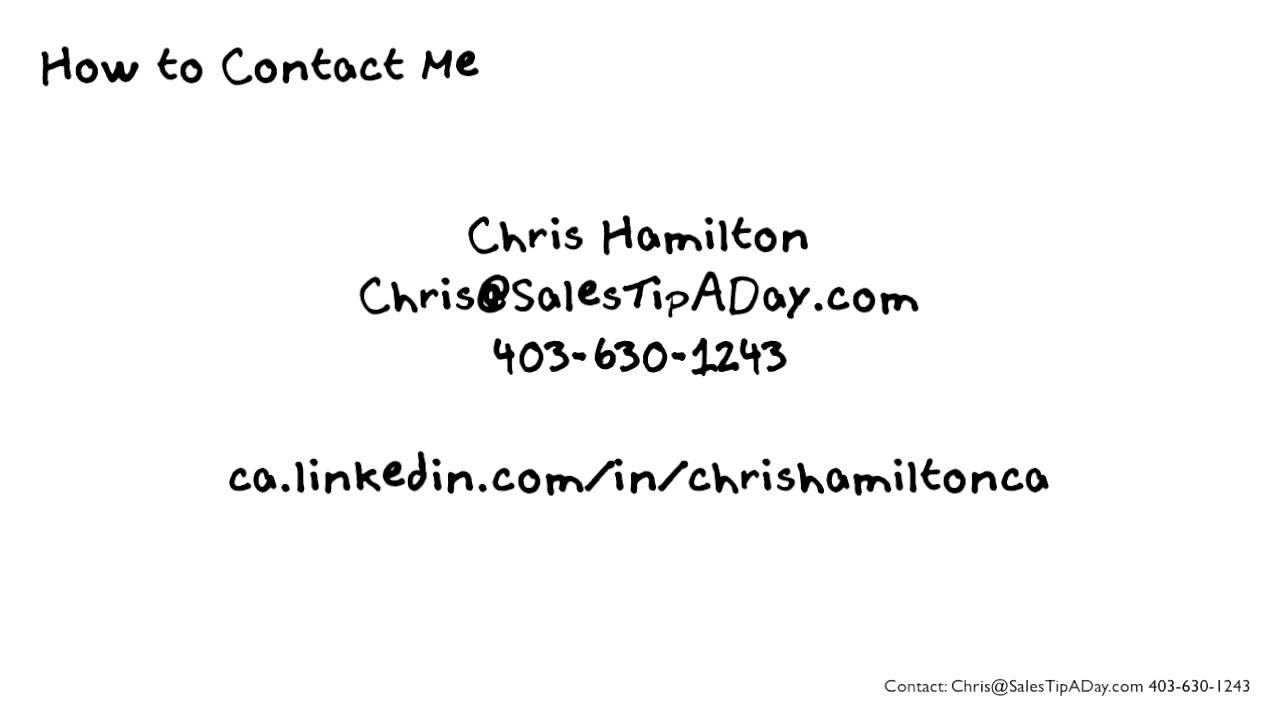 How to Contact Me
Chris Hamilton
Chris@SalesTipADay.com
403-630-1243
ca.linkedin.com/in/chrishamiltonca
Contact: Chris@SalesTipADay.com 403-630-1243